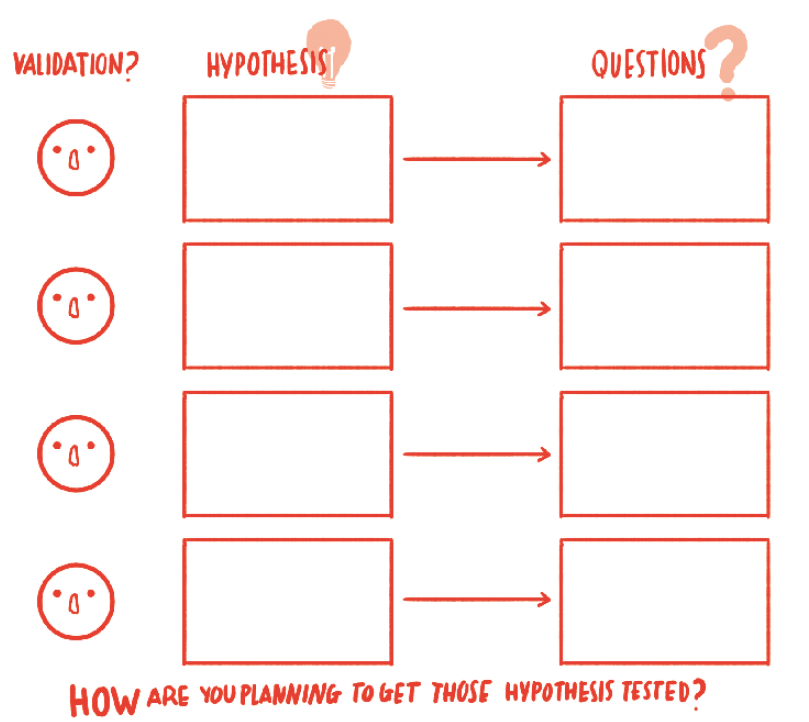 VALIDATION? HYPOTHESIS QUESTIONS ?
HOW ARE YOU PLANNING TO GET THOSE HYPOTHESIS TESTED?